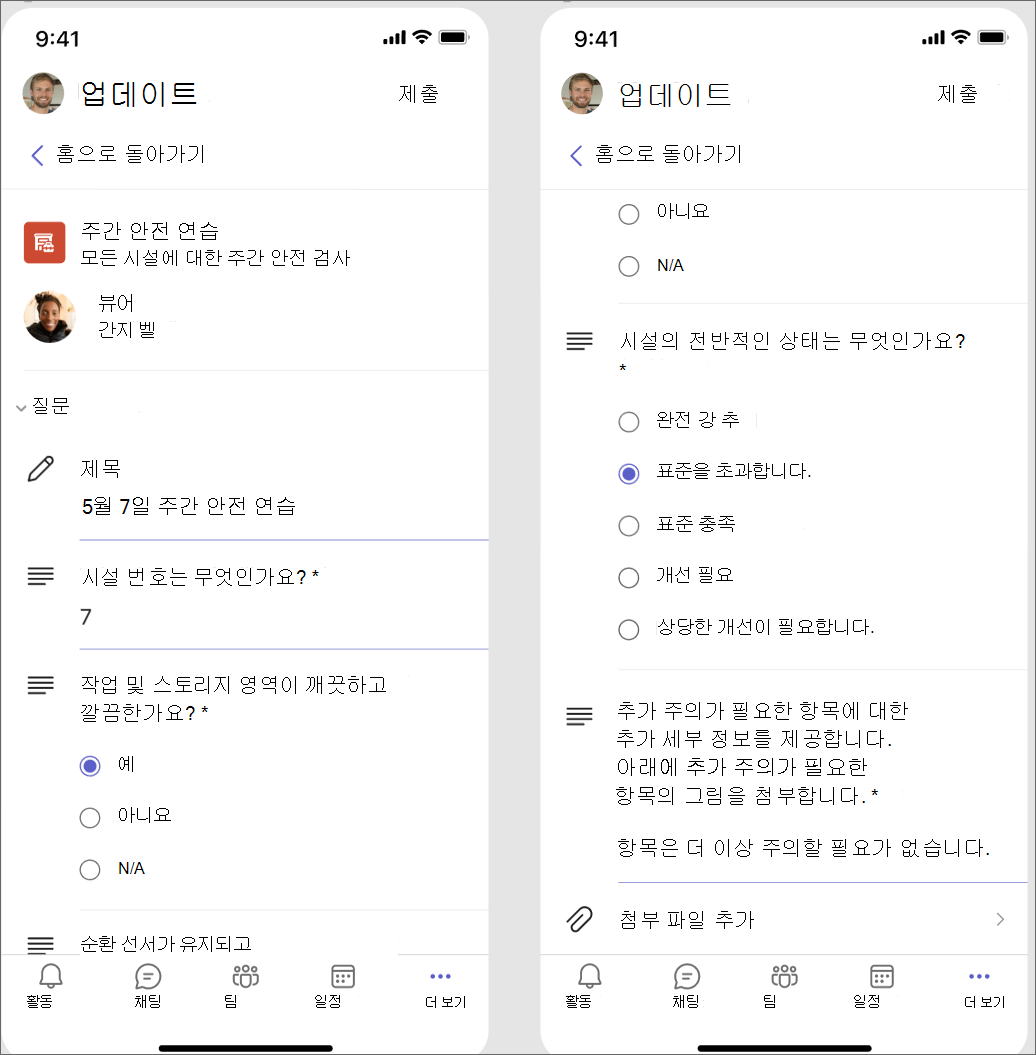 9:41
업데이트
제출
홈으로 돌아가기
주간 안전 연습
모든 시설에 대한 주간 안전 검사
뷰어
간지 벨
질문
제목
5월 7일 주간 안전 연습
시설 번호는 무엇인가요? *
7
작업 및 스토리지 영역이 깨끗하고
깔끔한가요? *
예
아니요
N/A
순환 선서가 유지되고
활동
채팅
팀
일정
더 보기
9:41
업데이트
제출
홈으로 돌아가기
아니요
N/A
시설의 전반적인 상태는 무엇인가요?
*
완전 강 추
표준을 초과합니다.
표준 충족
개선 필요
상당한 개선이 필요합니다.
추가 주의가 필요한 항목에 대한
추가 세부 정보를 제공합니다.
아래에 추가 주의가 필요한
항목의 그림을 첨부합니다. *
항목은 더 이상 주의할 필요가 없습니다.
첨부 파일 추가
활동
채팅
팀
일정
더 보기